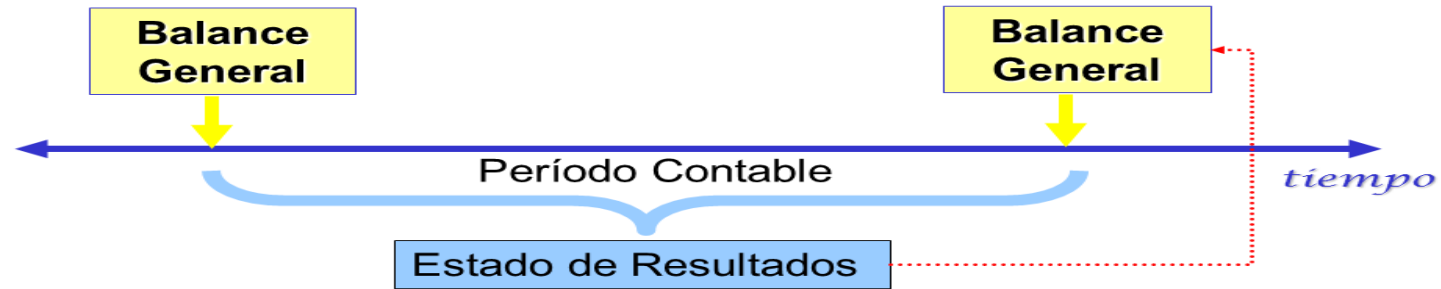 Balance
General
Balance
General
Período Contable
tiempo
Estado de Resultados